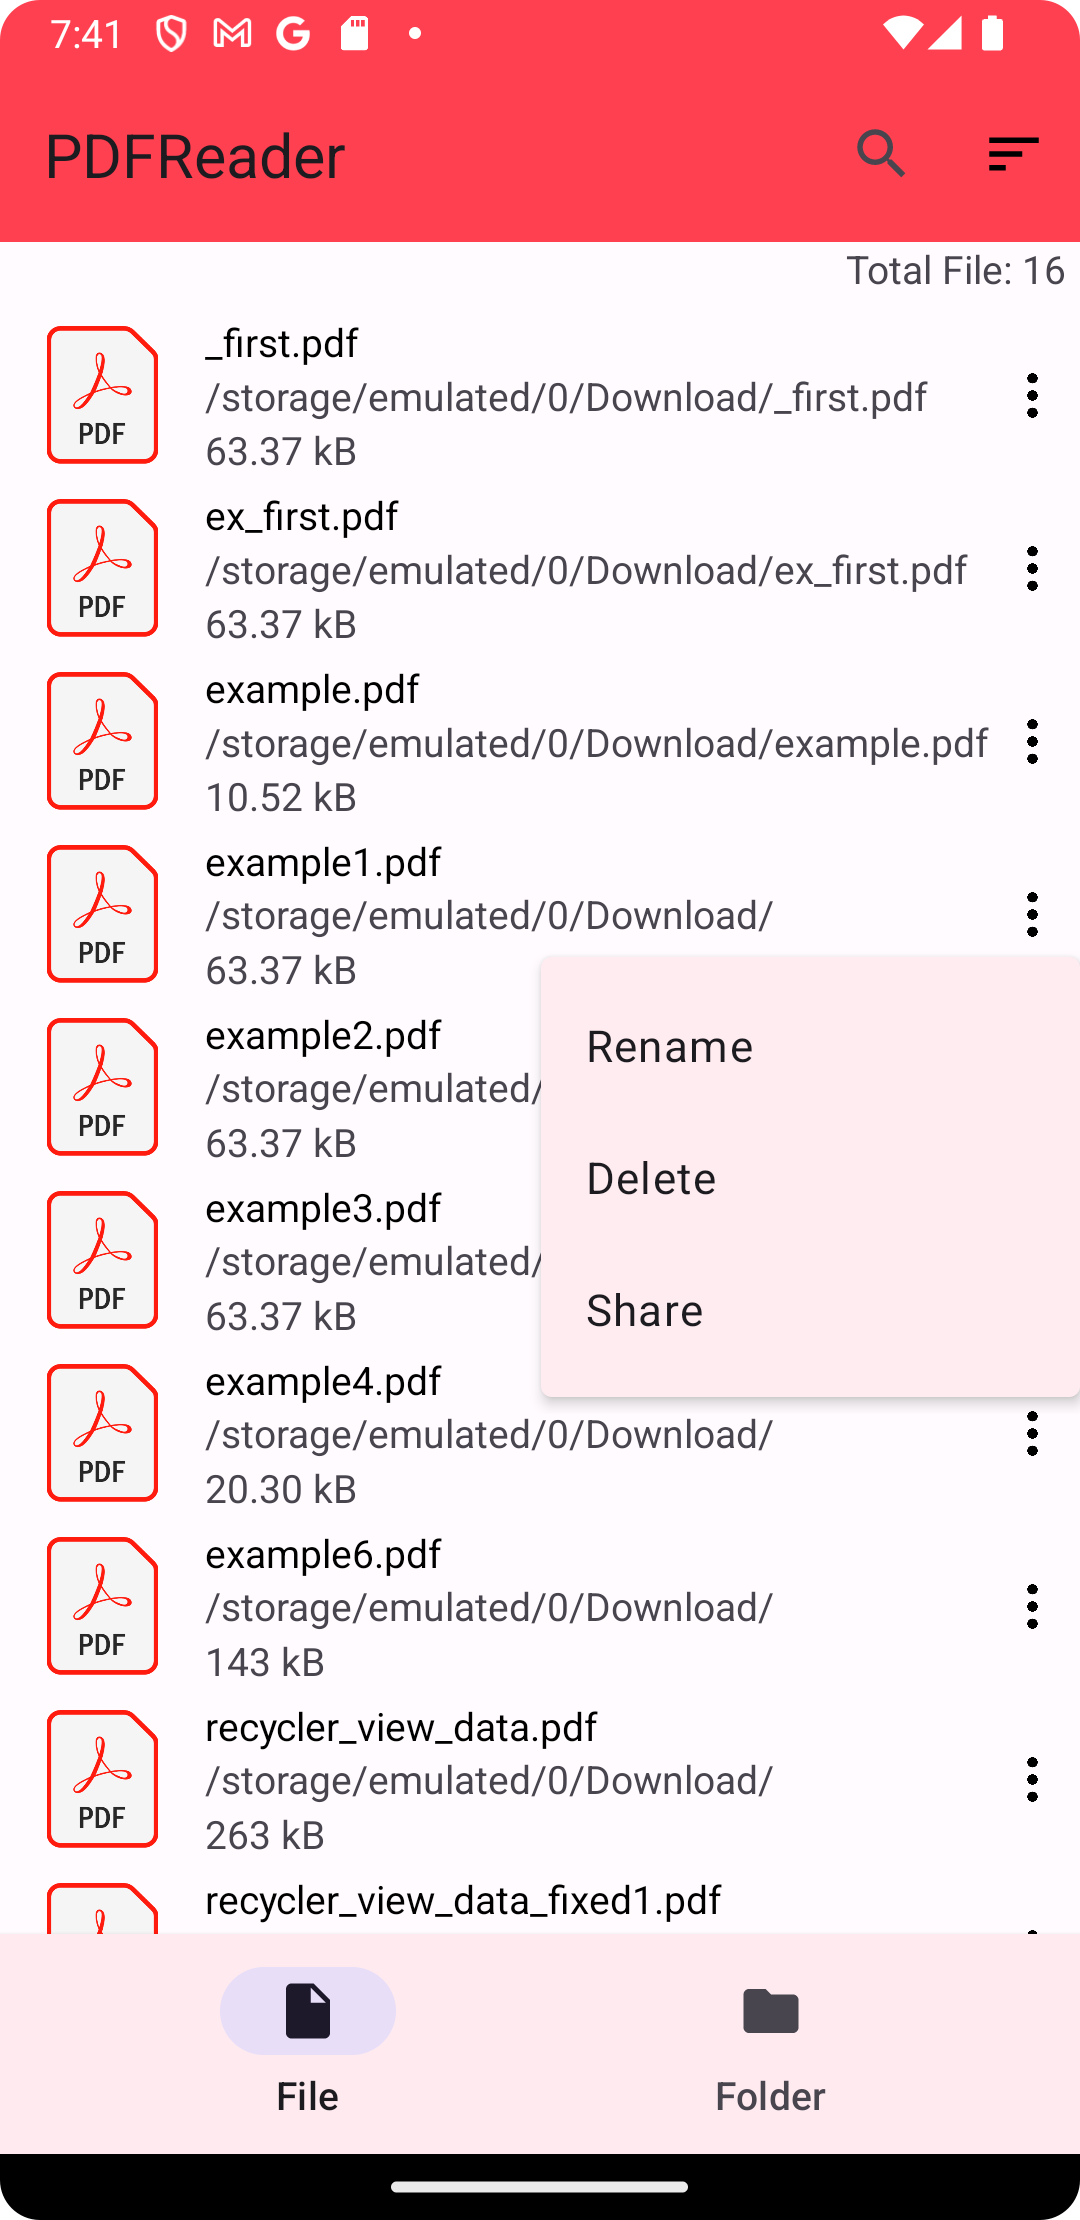 7:41
PDFReader
Total File: 16
_first.pdf
/storage/emulated/0/Download/_first.pdf
63.37 kB
PDF
ex_first.pdf
/storage/emulated/0/Download/ex_first.pdf
63.37 kB
PDF
example.pdf
/storage/emulated/0/Download/example.pdf
10.52 kB
PDF
example1.pdf
/storage/emulated/0/Download/
63.37 kB
PDF
example2.pdf
/storage/emulated/
63.37 kB
PDF
example3.pdf
/storage/emulated/
63.37 kB
PDF
Rename
Delete
Share
example4.pdf
/storage/emulated/0/Download/
20.30 kB
PDF
example6.pdf
/storage/emulated/0/Download/
143 kB
PDF
recycler_view_data.pdf
/storage/emulated/0/Download/
263 kB
PDF
recycler_view_data_fixed1.pdf
File
Folder